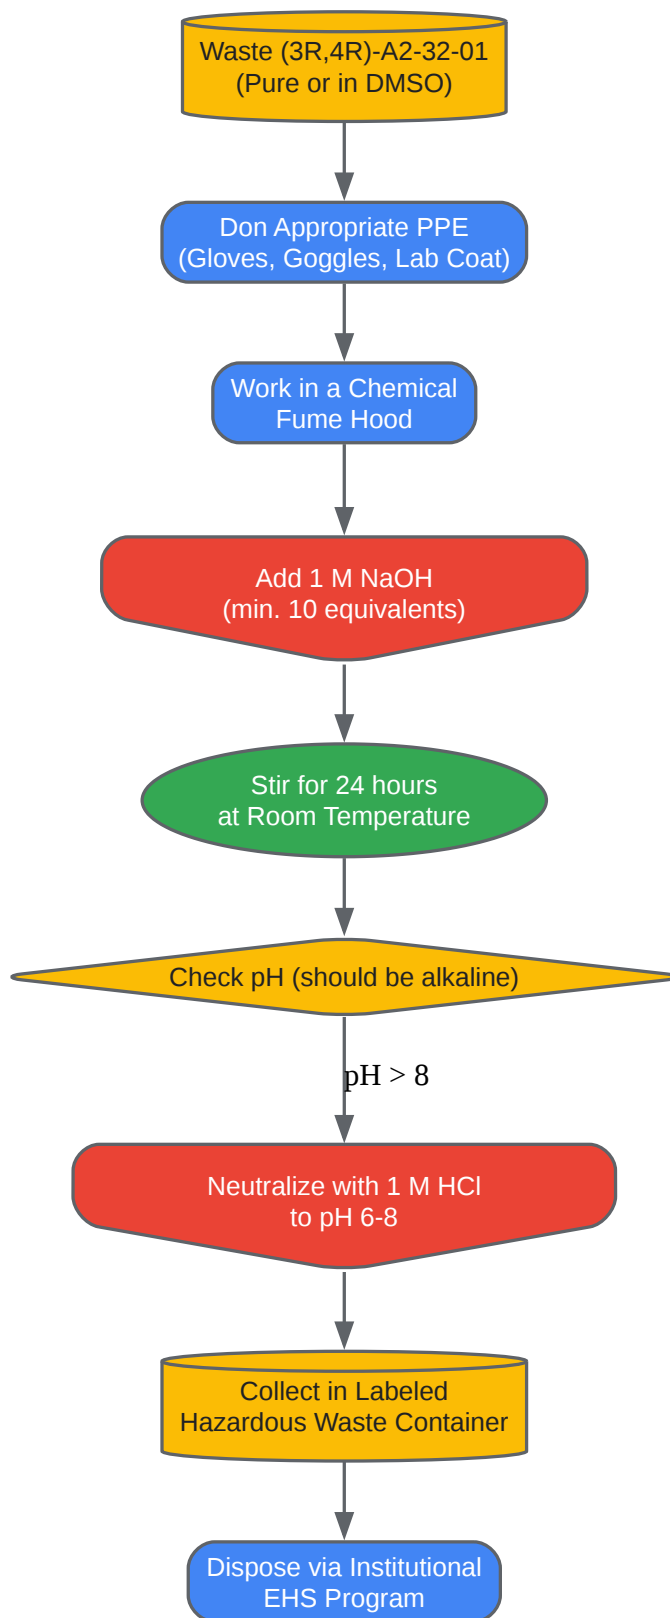 Waste (3R,4R)-A2-32-01
(Pure or in DMSO)
Don Appropriate PPE
(Gloves, Goggles, Lab Coat)
Work in a Chemical
Fume Hood
Add 1 M NaOH
(min. 10 equivalents)
Stir for 24 hours
at Room Temperature
Check pH (should be alkaline)
pH > 8
Neutralize with 1 M HCl
to pH 6-8
Collect in Labeled
Hazardous Waste Container
Dispose via Institutional
EHS Program